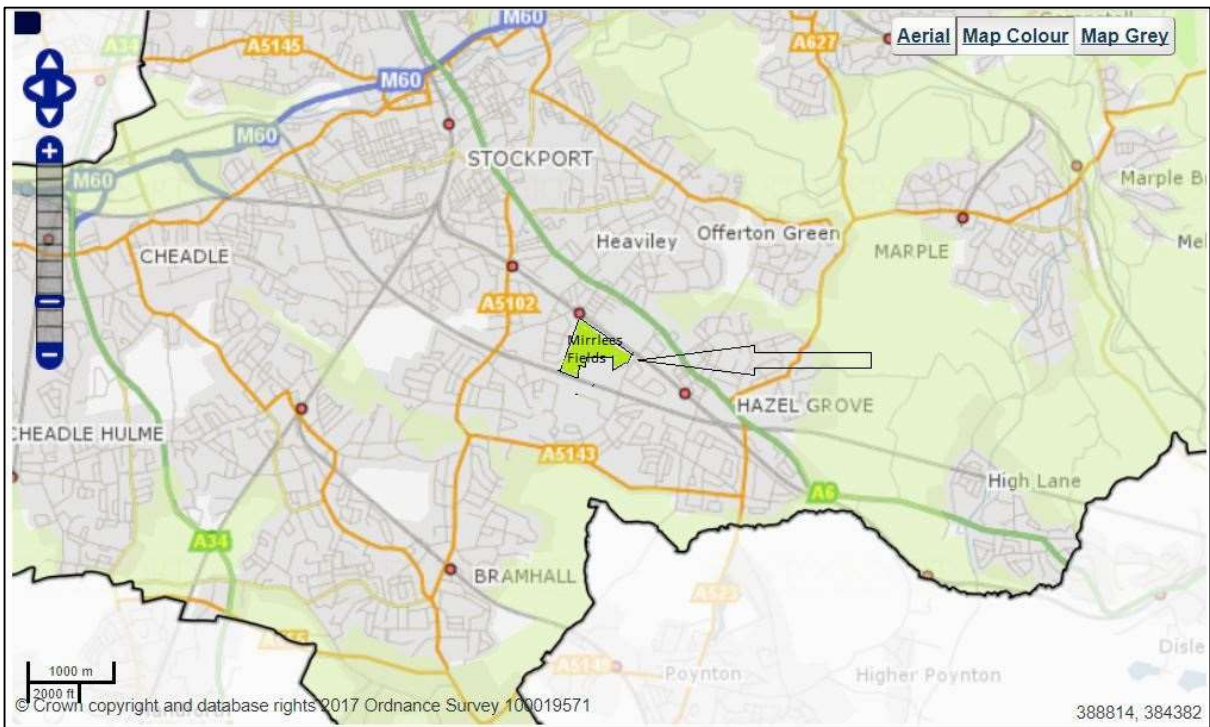 M60
A34
A5145
A627
Aerial Map Colour Map Grey
M60
M60
STOCKPORT
M60
Marple Br
Heaviley Offerton Green
MARPLE
Mel
CHEADLE
A5102
Mirrlees
Fields
HAZEL GROVE
CHEADLE HULME
A5143
High Lane
A6
A34
BRAMHALL
A523
Disle
Poynton
Higher Poynton
1000 m
2000 ft
© Crown copyright and database rights 2017 Ordnance Survey 100019571
388814, 384382